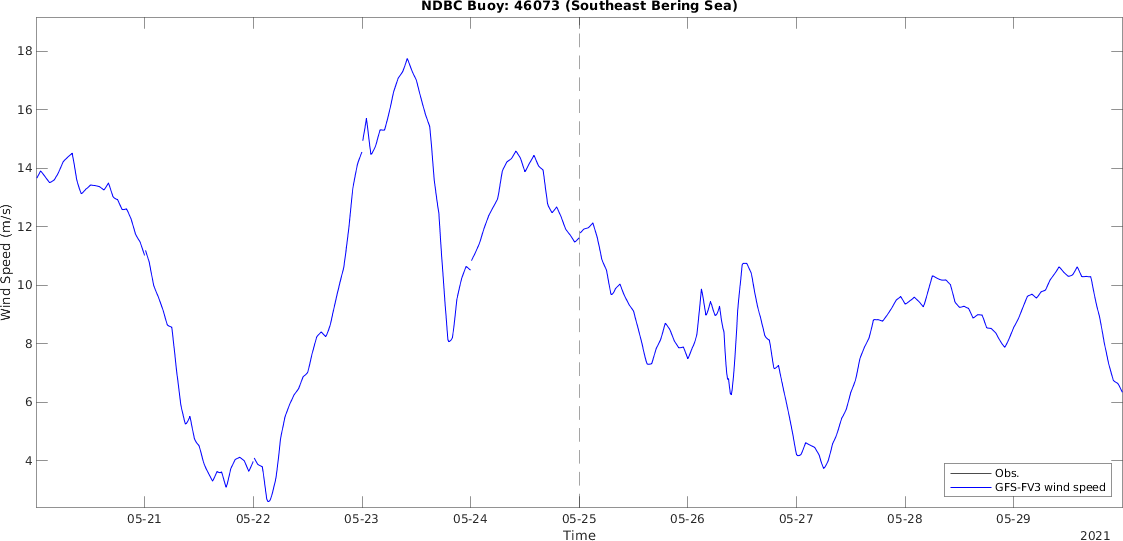 NDBC Buoy: 46073 (Southeast Bering Sea)
Wind Speed (m/s)
18
16
14
12
10
8
6
4
Obs.
GFS-FV3 wind speed
05-21 05-22 05-23 05-24 05-25 05-26 05-27 05-28 05-29
Time
2021